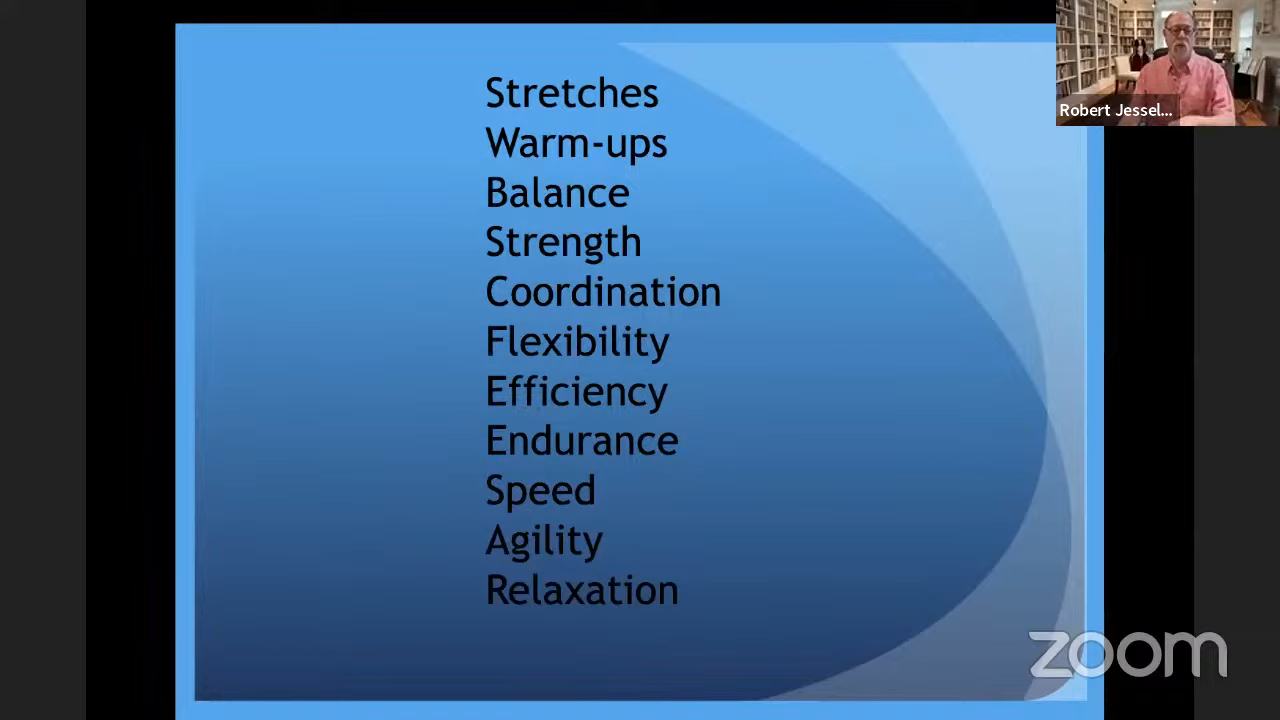 Stretches
Warm-ups
Balance
Strength
Coordination
Flexibility
Efficiency
Endurance
Speed
Agility
Relaxation
Robert Jessel...
zoom